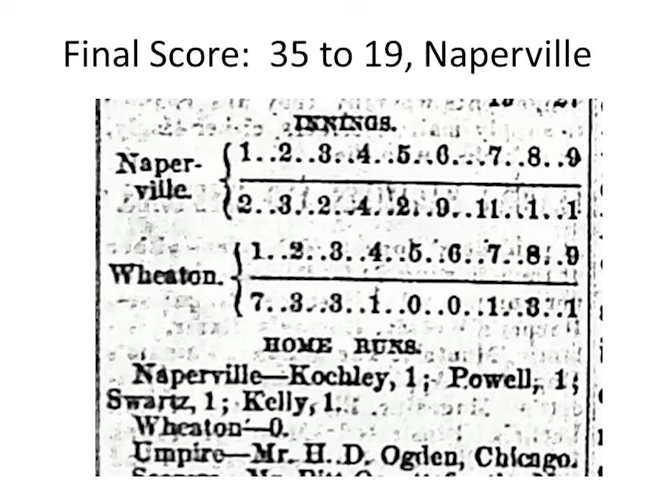 Final Score: 35 to 19, Naperville
INNINGS.
Naper-
ville.
1..2..3..4..5..6...7..8..9
2..3..2..4..2..9..11..1..1
Wheaton.
1..2..3..4..5..6..7..8..9
7..3..3..1..0..0..1..3..1
HOME RUNS.
Naperville—Kochley, 1; Powell, 1;
Swartz, 1; Kelly, 1.
Wheaton—0.
Umpire—Mr. H. D. Ogden, Chicago.